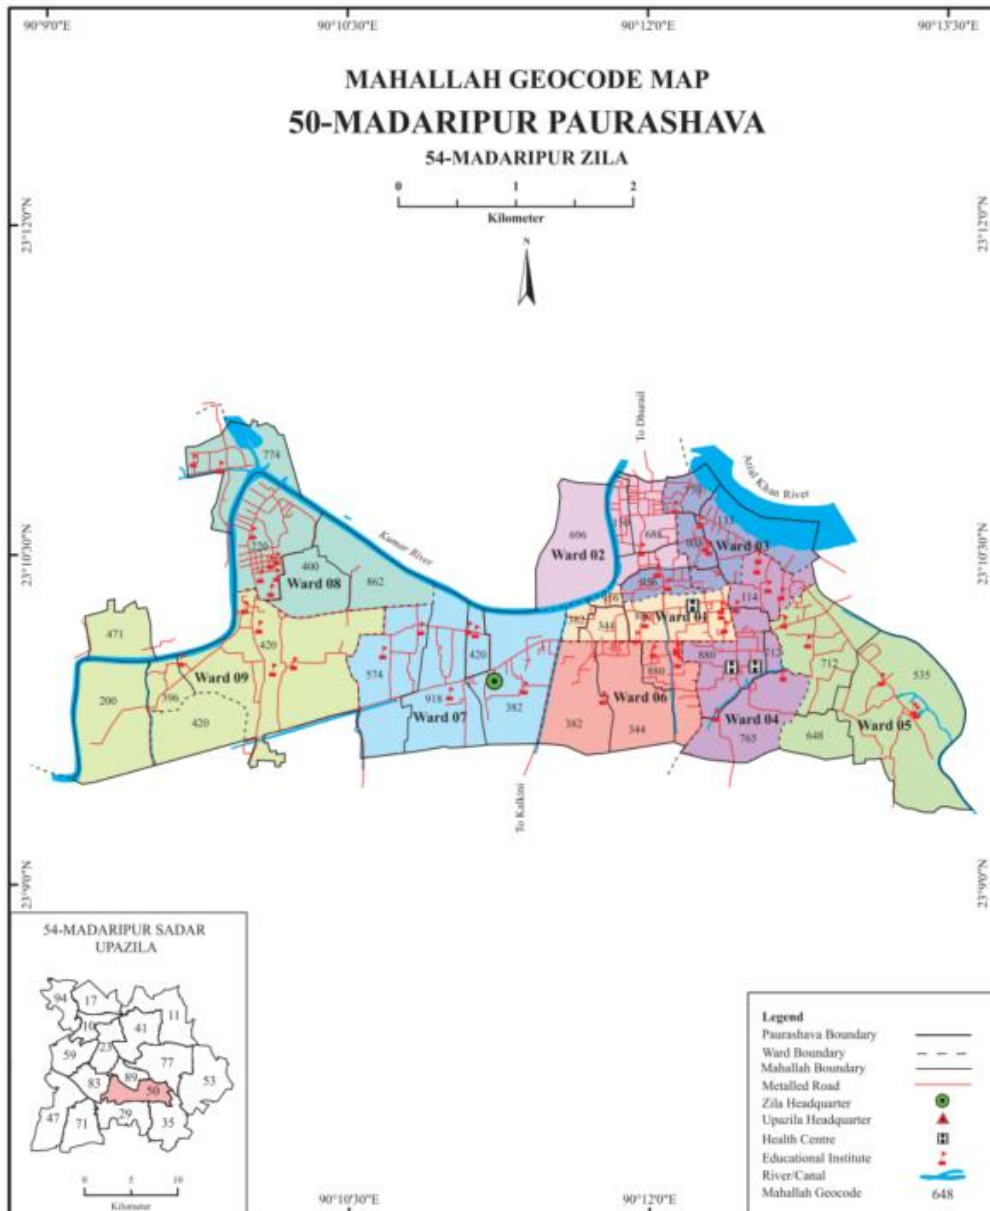 90°9'0"E
90°10'30"E
90°12'0"E
90°13'30"E
MAHALLAH GEOCODE MAP
50-MADARIPUR PAURASHAVA
54-MADARIPUR ZILA
0 1 2
Kilometer
N
23°12'0"N
23°12'0"N
To Dhurail
Arial Khan River
774
Kumar River
696
Ward 02
150
688
133
Ward 03
23°10'30"N
23°10'30"N
220
400
Ward 08
862
114
382
344
Ward 01
471
420
Ward 09
200
396
420
574
420
918
382
Ward 07
880
880
712
712
535
Ward 06
382
344
Ward 04
765
Ward 05
648
To Kalkini
23°9'0"N
23°9'0"N
54-MADARIPUR SADAR
UPAZILA
94
17
11
10
41
23
59
77
89
83
50
53
47
71
29
35
0 5 10
Kilometer
Legend
Paurashava Boundary
Ward Boundary
Mahallah Boundary
Metalled Road
Zila Headquarter
Upazila Headquarter
H Health Centre
Educational Institute
River/Canal
Mahallah Geocode 648
90°10'30"E
90°12'0"E